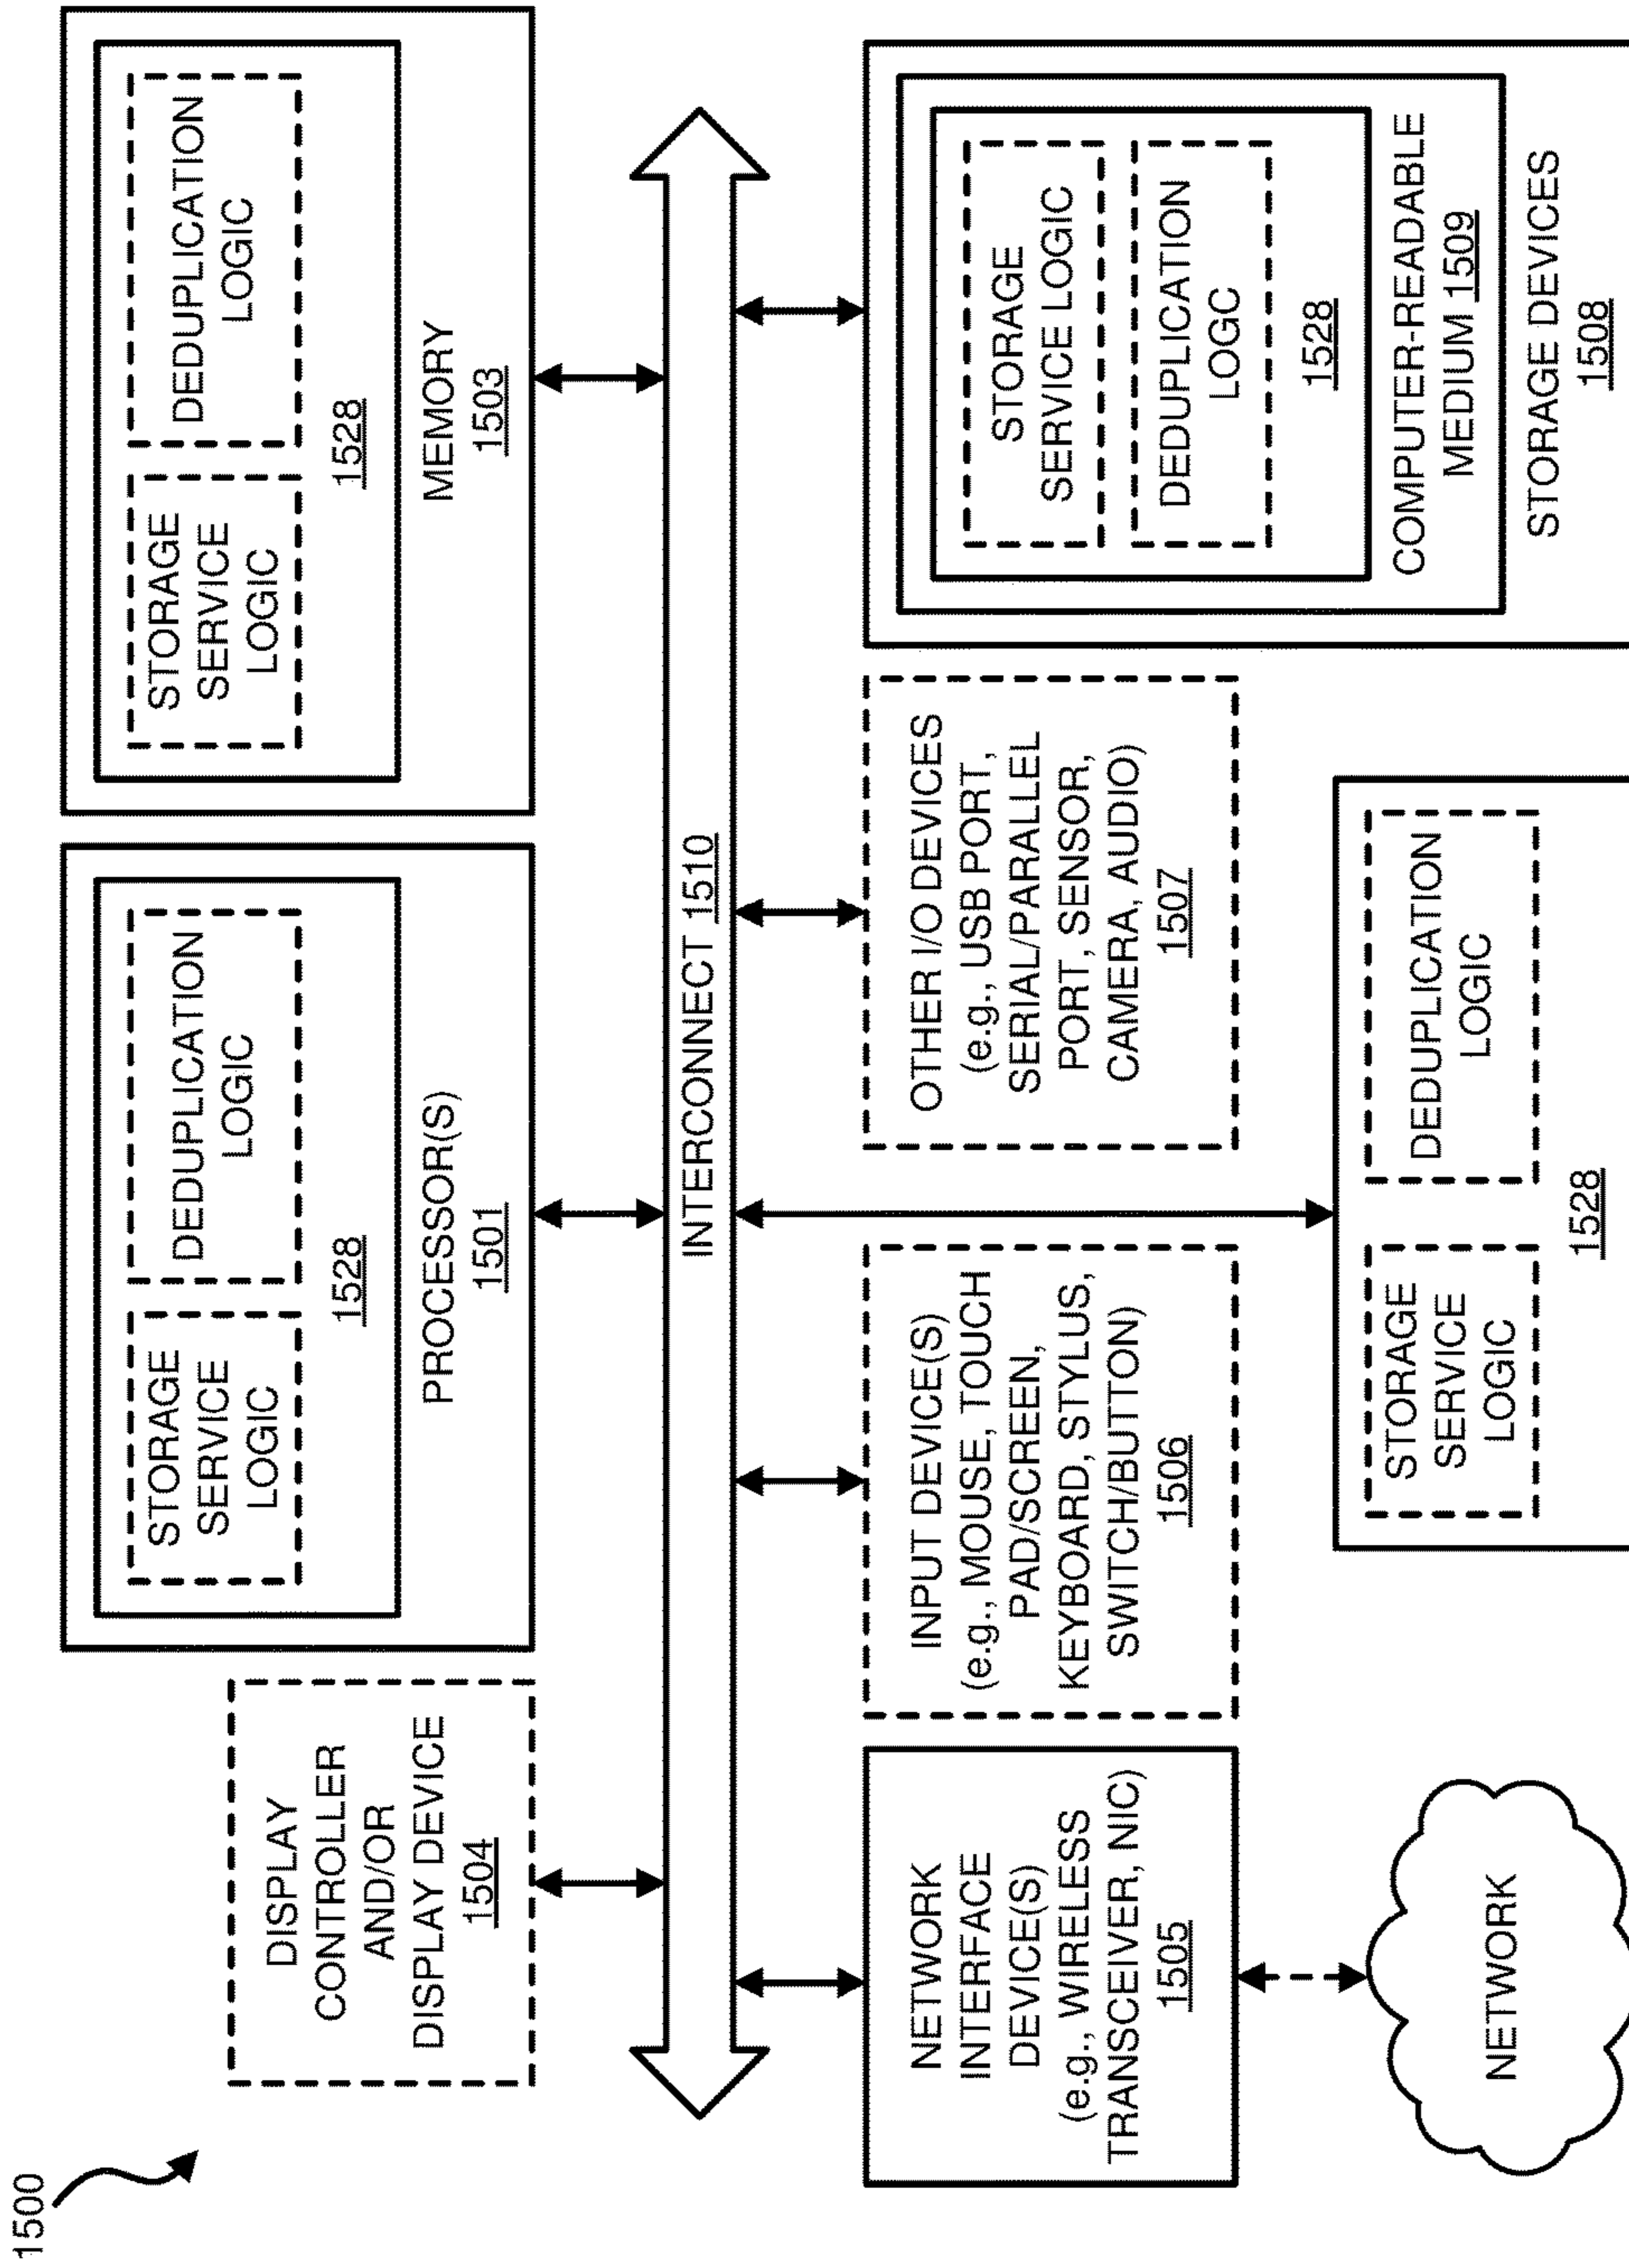 1500
DISPLAY
CONTROLLER
AND/OR
DISPLAY DEVICE
1504
STORAGE
SERVICE
LOGIC
DEDUPLICATION
LOGIC
1528
PROCESSOR(S)
1501
STORAGE
SERVICE
LOGIC
DEDUPLICATION
LOGIC
1528
MEMORY
1503
INTERCONNECT 1510
NETWORK
INTERFACE
DEVICE(S)
(e.g., WIRELESS
TRANSCEIVER, NIC)
1505
INPUT DEVICE(S)
(e.g., MOUSE, TOUCH
PAD/SCREEN,
KEYBOARD, STYLUS,
SWITCH/BUTTON)
1506
OTHER I/O DEVICES
(e.g., USB PORT,
SERIAL/PARALLEL
PORT, SENSOR,
CAMERA, AUDIO)
1507
STORAGE
SERVICE LOGIC
DEDUPLICATION
LOGC
1528
COMPUTER-READABLE
MEDIUM 1509
STORAGE DEVICES
1508
NETWORK
STORAGE
SERVICE
LOGIC
DEDUPLICATION
LOGIC
1528